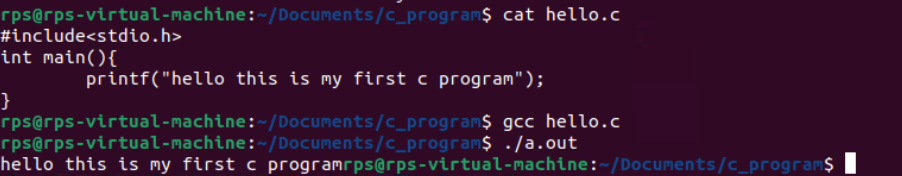 rps@rps-virtual-machine:~/Documents/c_program$ cat hello.c
#include<stdio.h>
int main(){
        printf("hello this is my first c program");
}
rps@rps-virtual-machine:~/Documents/c_program$ gcc hello.c
rps@rps-virtual-machine:~/Documents/c_program$ ./a.out
hello this is my first c programrps@rps-virtual-machine:~/Documents/c_program$